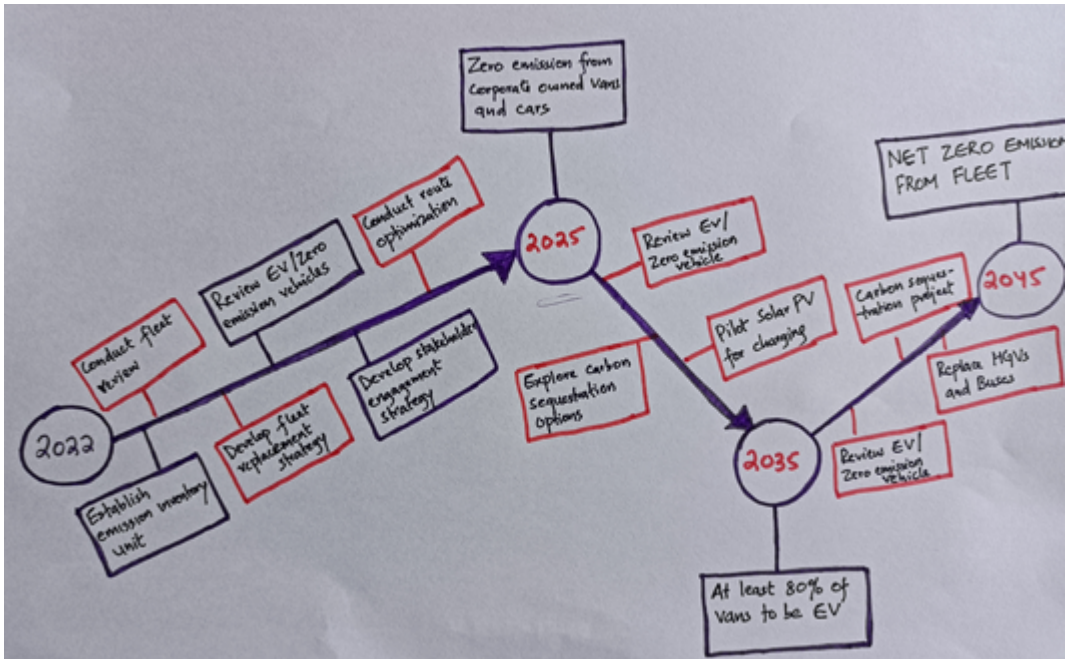 Zero emission from
corporate owned Vans
and cars
NET ZERO EMISSION
FROM FLEET
Conduct route
optimization
Review EV/Zero
emission vehicles
Conduct fleet
review
2022
Establish
emission inventory
unit
Develop fleet
replacement
strategy
Develop stakeholder
engagement
strategy
2025
Review EV/
Zero emission
vehicle
Explore carbon
sequestration
options
Pilot Solar PV
for changing
2035
At least 80% of
Vans to be EV
Carbon seques-
tration project
Review EV/
Zero emission
vehicle
Replace HGVs
and Buses
2045